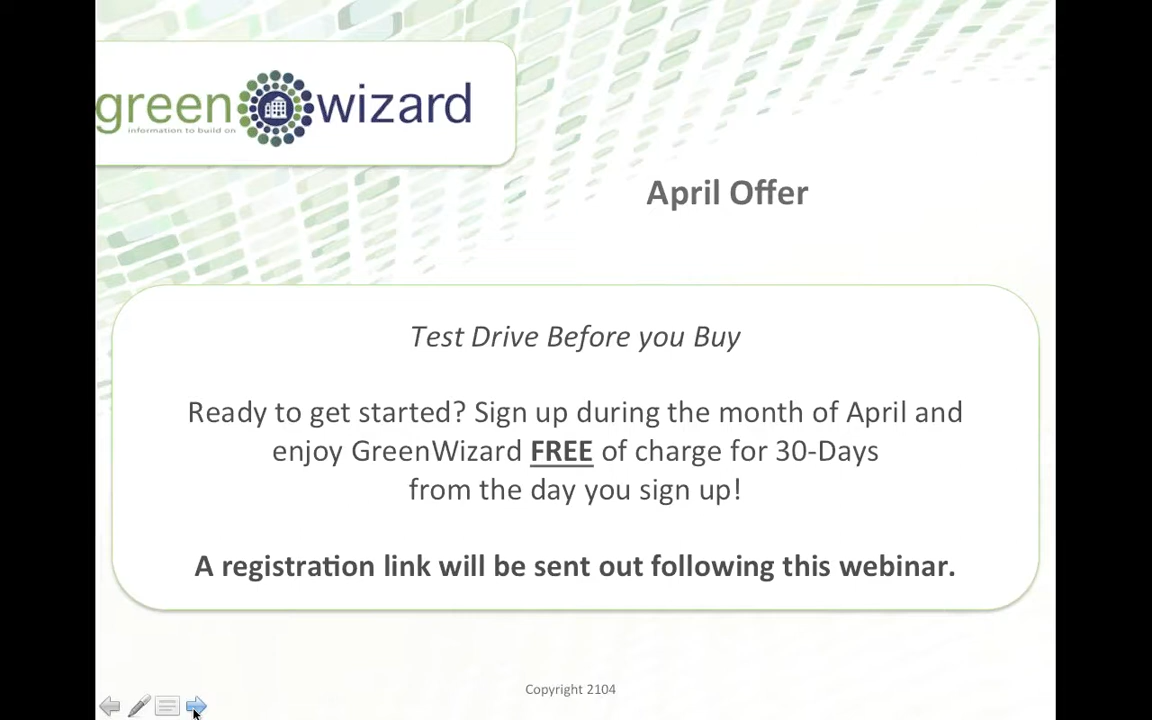 green wizard
information to build on
April Offer
Test Drive Before you Buy
Ready to get started? Sign up during the month of April and
enjoy GreenWizard FREE of charge for 30-Days
from the day you sign up!
A registration link will be sent out following this webinar.
Copyright 2104